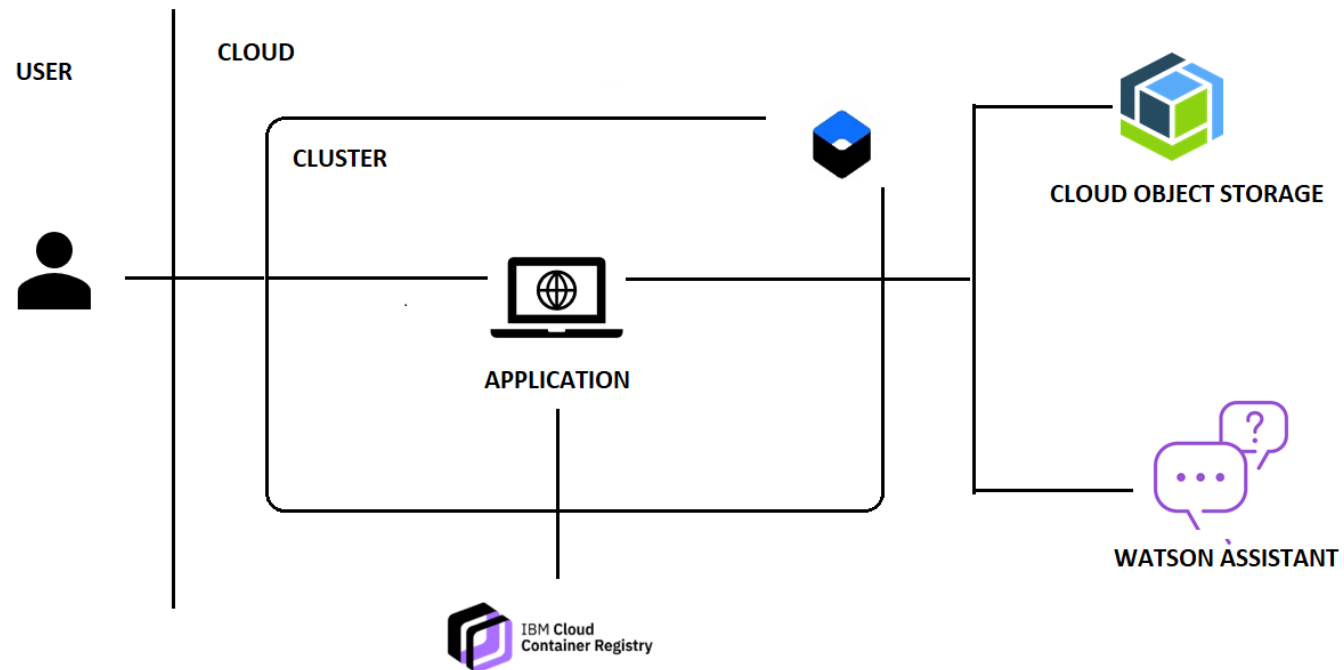 USER
CLOUD
CLUSTER
CLOUD OBJECT STORAGE
APPLICATION
?
WATSON ASSISTANT
IBM Cloud
Container Registry